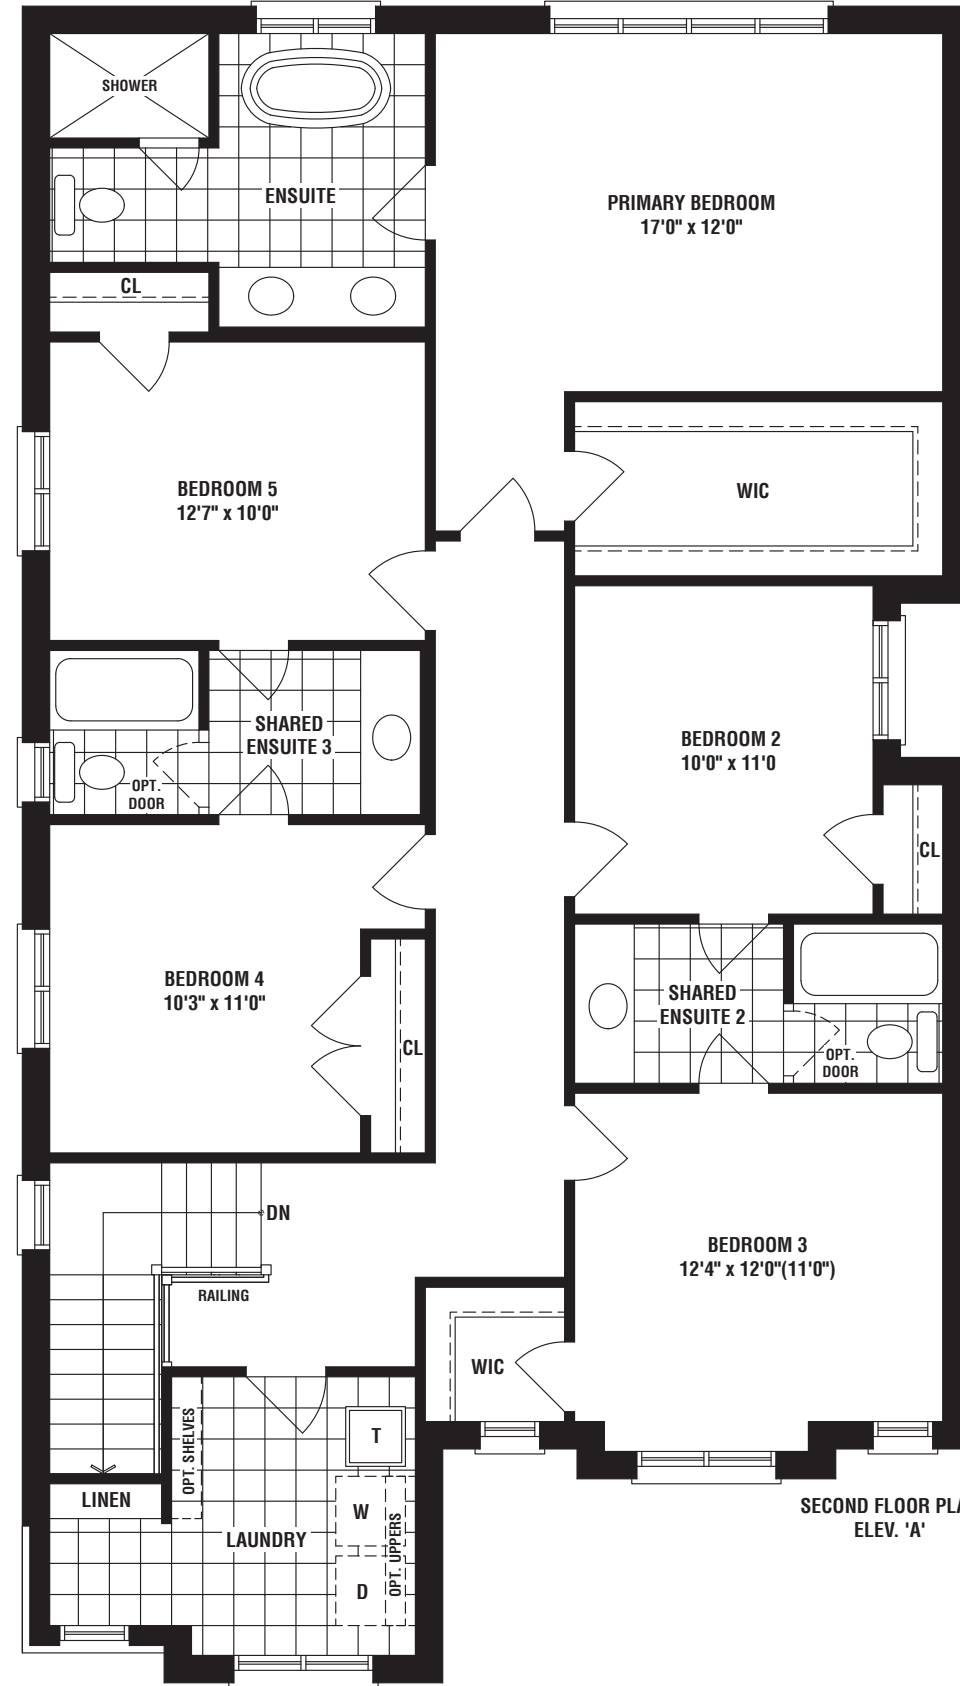 SHOWER
ENSUITE
PRIMARY BEDROOM
17'0" x 12'0"
CL
BEDROOM 5
12'7" x 10'0"
WIC
SHARED
ENSUITE 3
OPT.
DOOR
BEDROOM 2
10'0" x 11'0
CL
BEDROOM 4
10'3" x 11'0"
CL
SHARED
ENSUITE 2
OPT.
DOOR
DN
RAILING
BEDROOM 3
12'4" x 12'0"(11'0")
WIC
OPT. SHELVES
T
LINEN
W
LAUNDRY
OPT. UPPERS
D
SECOND FLOOR PLA
ELEV. 'A'